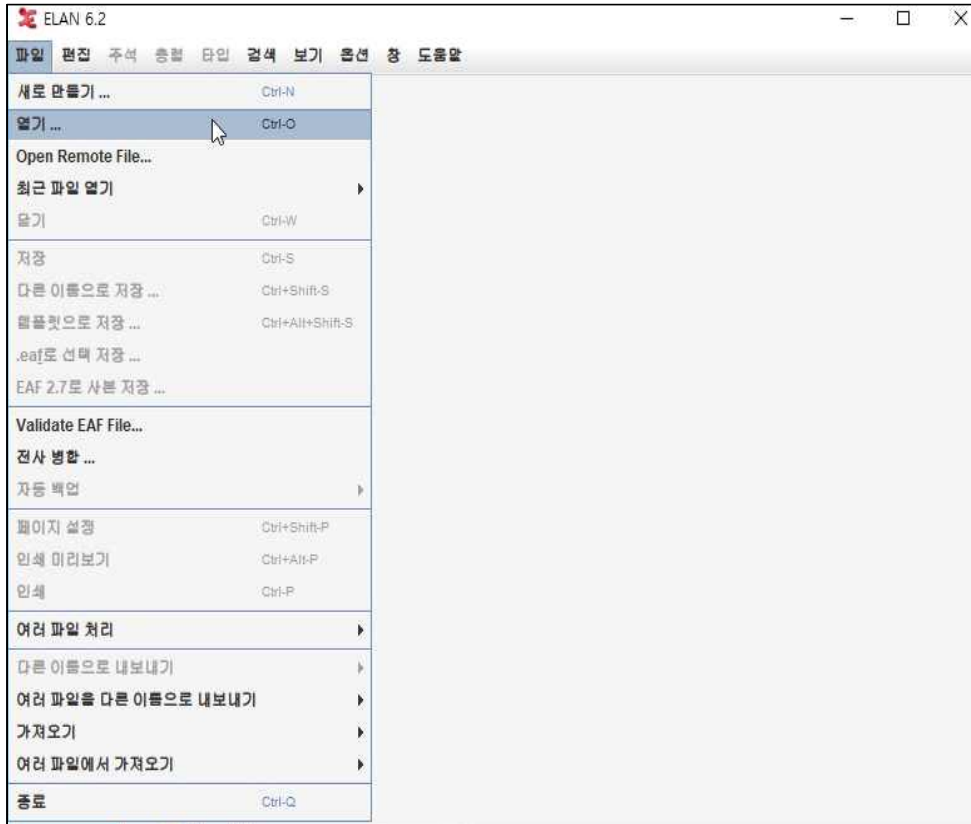 ELAN 6.2
파일 편집 주석 층렬 타입 검색 보기 옵션 창 도움말
새로 만들기 ... Ctrl-N
열기 ... Ctrl-O
Open Remote File...
최근 파일 열기
닫기 Ctrl-W
저장 Ctrl-S
다른 이름으로 저장 ... Ctrl+Shift-S
템플릿으로 저장 ... Ctrl+Alt+Shift-S
.eaf로 선택 저장 ...
EAF 2.7로 사본 저장 ...
Validate EAF File...
전사 병합 ...
자동 백업
페이지 설정 Ctrl+Shift-P
인쇄 미리보기 Ctrl+Alt-P
인쇄 Ctrl-P
여러 파일 처리
다른 이름으로 내보내기
여러 파일을 다른 이름으로 내보내기
가져오기
여러 파일에서 가져오기
종료 Ctrl-Q